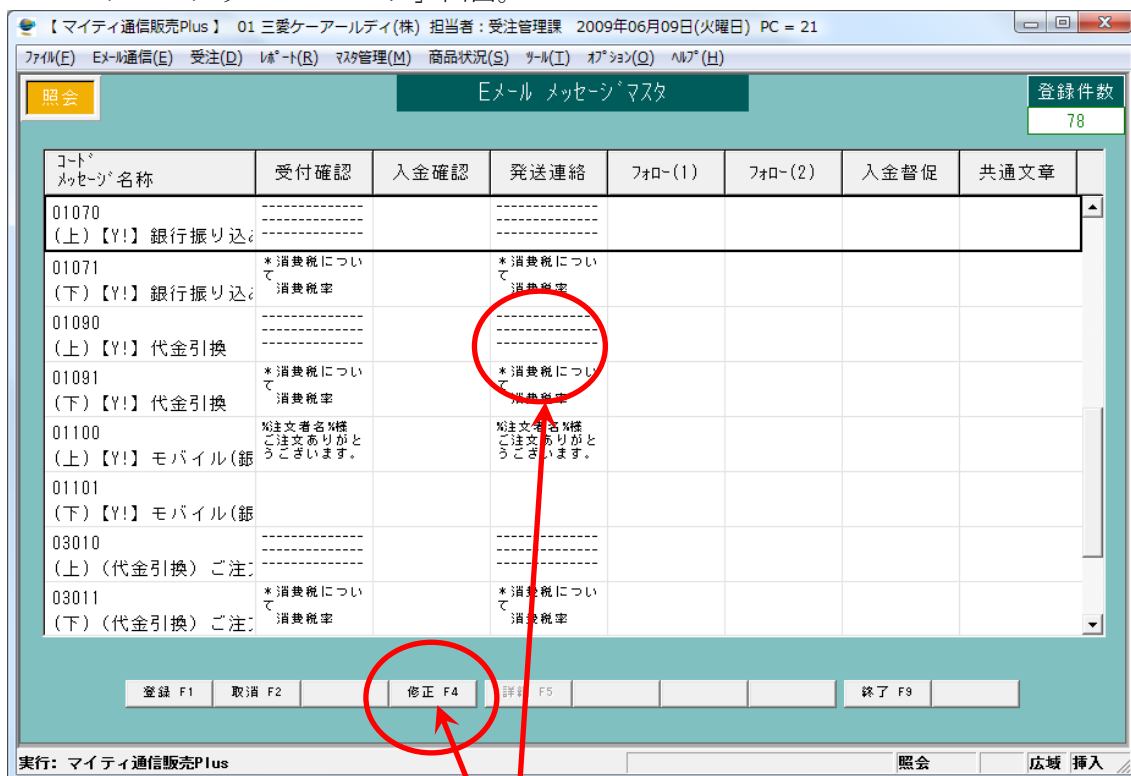 【 マイティ通信販売Plus 】 01 三愛ケーアールディ(株) 担当者：受注管理課 2009年06月09日(火曜日) PC = 21
ﾌｧｲﾙ(F) Eﾒｰﾙ通信(E) 受注(D) ﾚﾎﾟｰﾄ(R) ﾏｽﾀ管理(M) 商品状況(S) ﾂｰﾙ(T) ｵﾌﾟｼｮﾝ(O) ﾍﾙﾌﾟ(H)
照会
Eメール メッセージマスタ
登録件数
78
ｺｰﾄﾞ
ﾒｯｾｰｼﾞ名称 受付確認 入金確認 発送連絡 ﾌｫﾛｰ(1) ﾌｫﾛｰ(2) 入金督促 共通文章
01070 ------------- -------------
------------- -------------
(上)【Y!】銀行振り込 ------------- -------------
01071 *消費税につい *消費税につい
て て
(下)【Y!】銀行振り込 消費税率 消費税率
01090 ------------- -------------
------------- -------------
(上)【Y!】代金引換 ------------- -------------
01091 *消費税につい *消費税につい
て て
(下)【Y!】代金引換 消費税率 消費税率
01100 %注文者名%様 %注文者名%様
ご注文ありがと ご注文ありがと
(上)【Y!】モバイル(銀 うございます。 うございます。
01101
(下)【Y!】モバイル(銀
03010 ------------- -------------
------------- -------------
(上)(代金引換) ご注 ------------- -------------
03011 *消費税につい *消費税につい
て て
(下)(代金引換) ご注 消費税率 消費税率
登録 F1 取消 F2 修正 F4 詳細 F5 終了 F9
実行: マイティ通信販売Plus 照会 広域 挿入